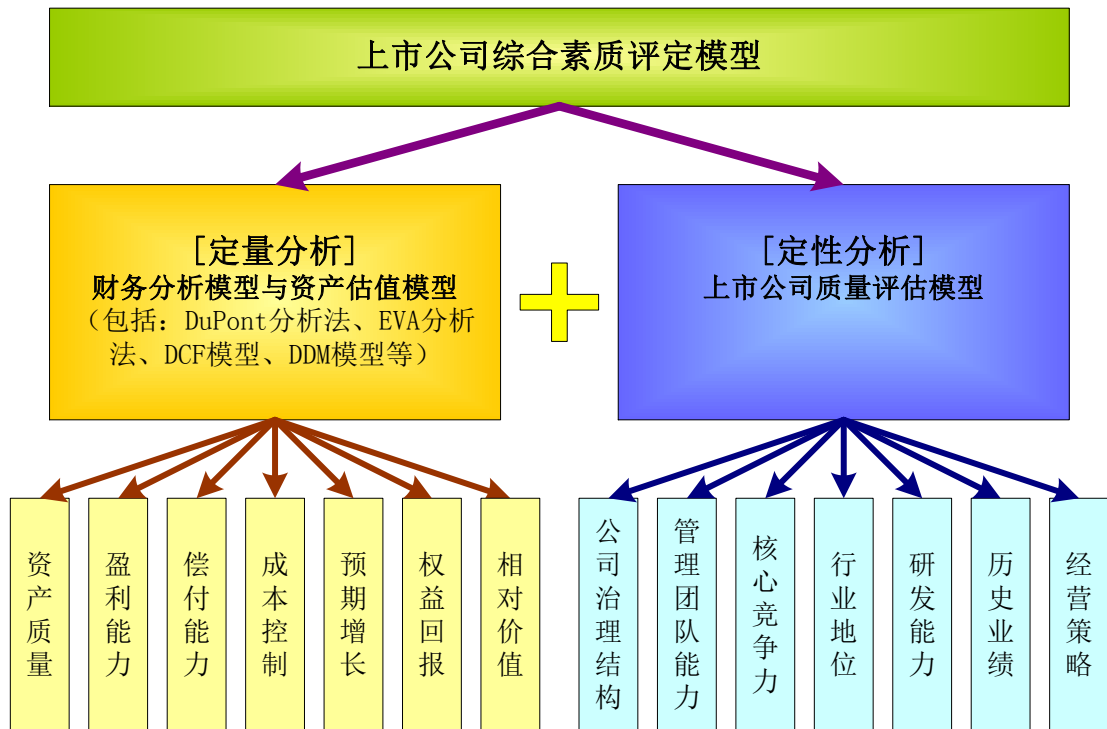 上市公司综合素质评定模型
[定量分析]
财务分析模型与资产估值模型
（包括：DuPont分析法、EVA分析
法、DCF模型、DDM模型等）
[定性分析]
上市公司质量评估模型
资产质量
盈利能力
偿付能力
成本控制
预期增长
权益回报
相对价值
公司治理结构
管理团队能力
核心竞争力
行业地位
研发能力
历史业绩
经营策略